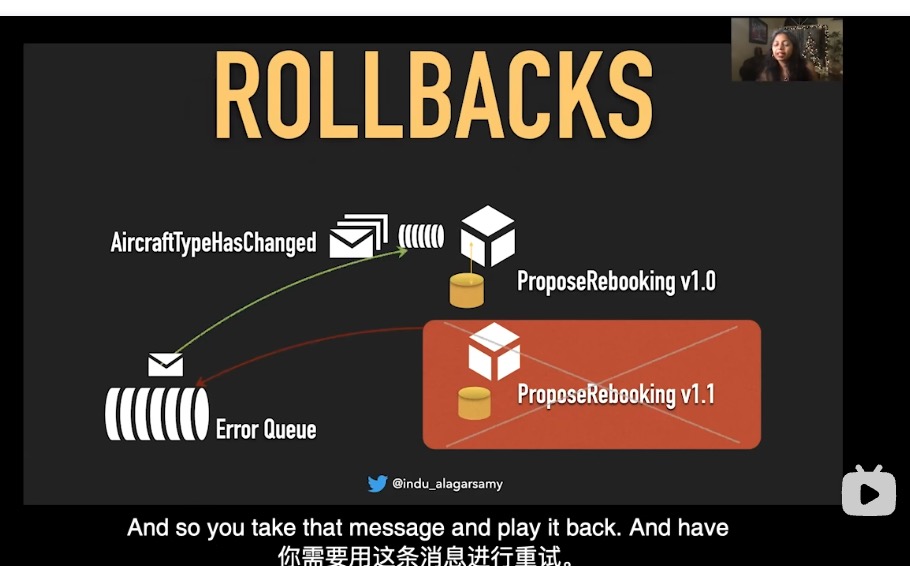 ROLLBACKS
AircraftTypeHasChanged
ProposeRebooking v1.0
ProposeRebooking v1.1
Error Queue
@indu_alagarsamy
And so you take that message and play it back. And have
你需要用这条消息进行重试。